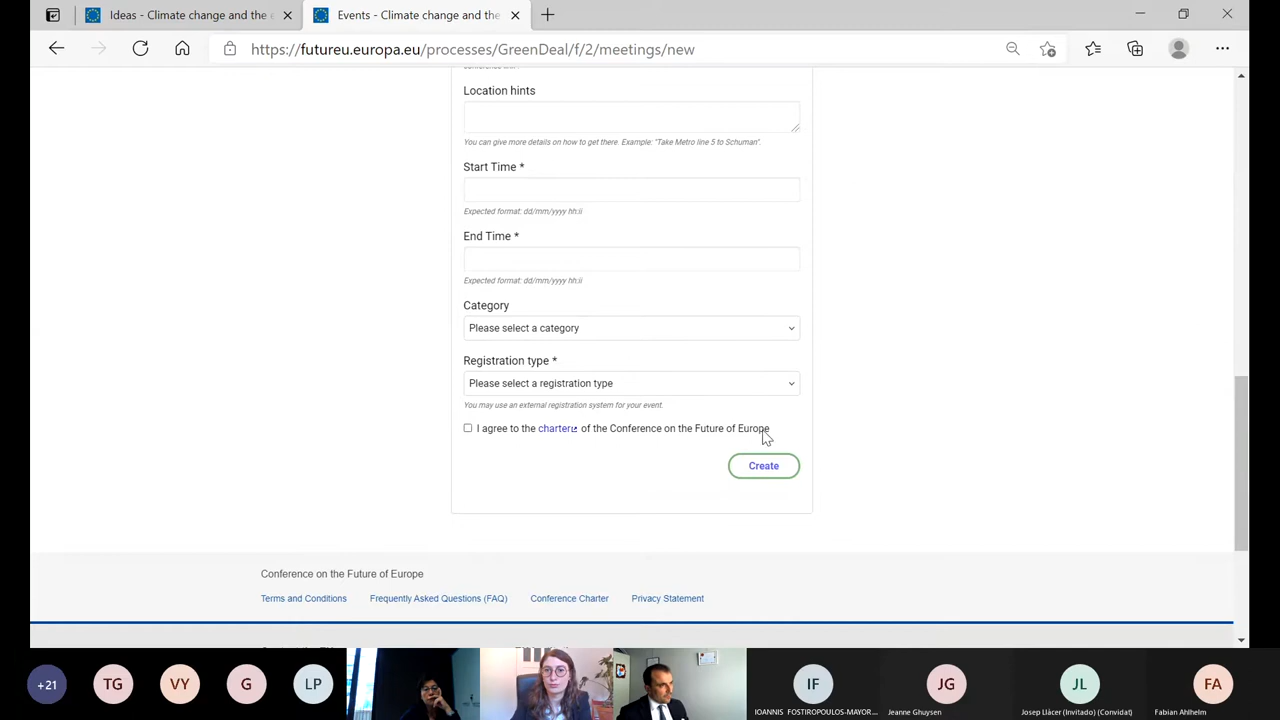 Ideas - Climate change and the e
Events - Climate change and the
https://futureu.europa.eu/processes/GreenDeal/f/2/meetings/new
Location hints
You can give more details on how to get there. Example: "Take Metro line 5 to Schuman".
Start Time *
Expected format: dd/mm/yyyy hh:ii
End Time *
Expected format: dd/mm/yyyy hh:ii
Category
Please select a category
Registration type *
Please select a registration type
You may use an external registration system for your event.
I agree to the charter of the Conference on the Future of Europe
Create
Conference on the Future of Europe
Terms and Conditions Frequently Asked Questions (FAQ) Conference Charter Privacy Statement
+21 TG VY G LP IF JG JL FA
IOANNIS FOSTIROPOULOS-MAYOR... Jeanne Ghuysen Josep Llàcer (Invitado) (Convidat) Fabian Ahlhelm